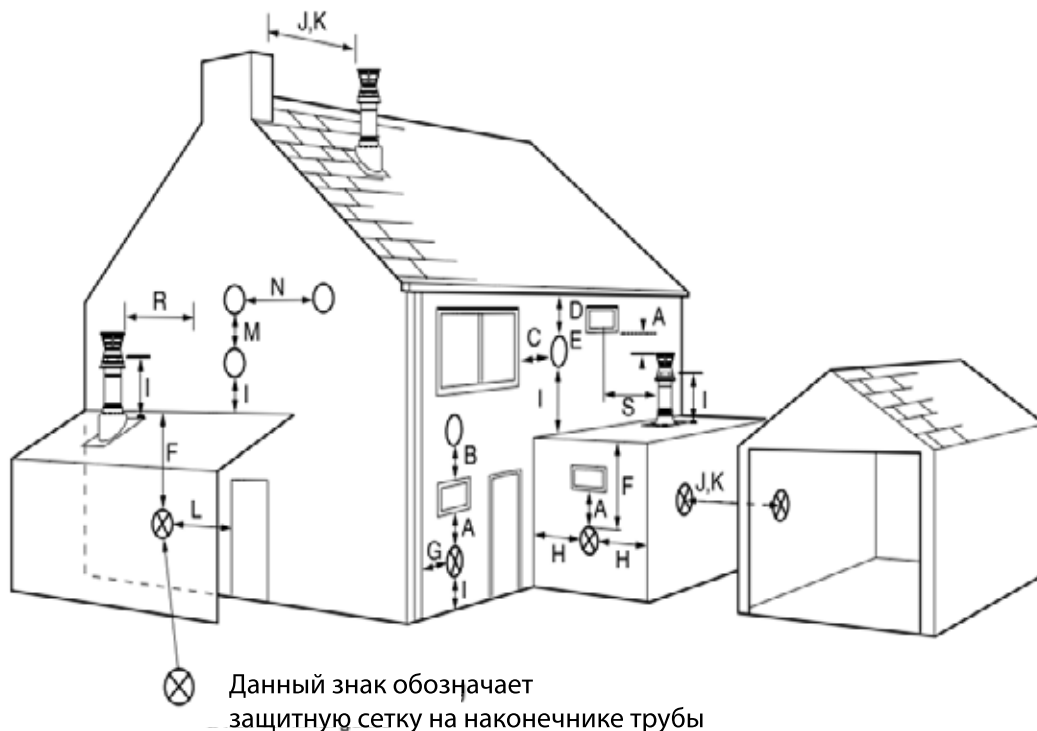 J,K
N
R
M
D
A
E
C
I
I
I
S
I
F
B
F
J,K
L
A
A
G
H
H
I
Данный знак обозначает
защитную сетку на наконечнике трубы